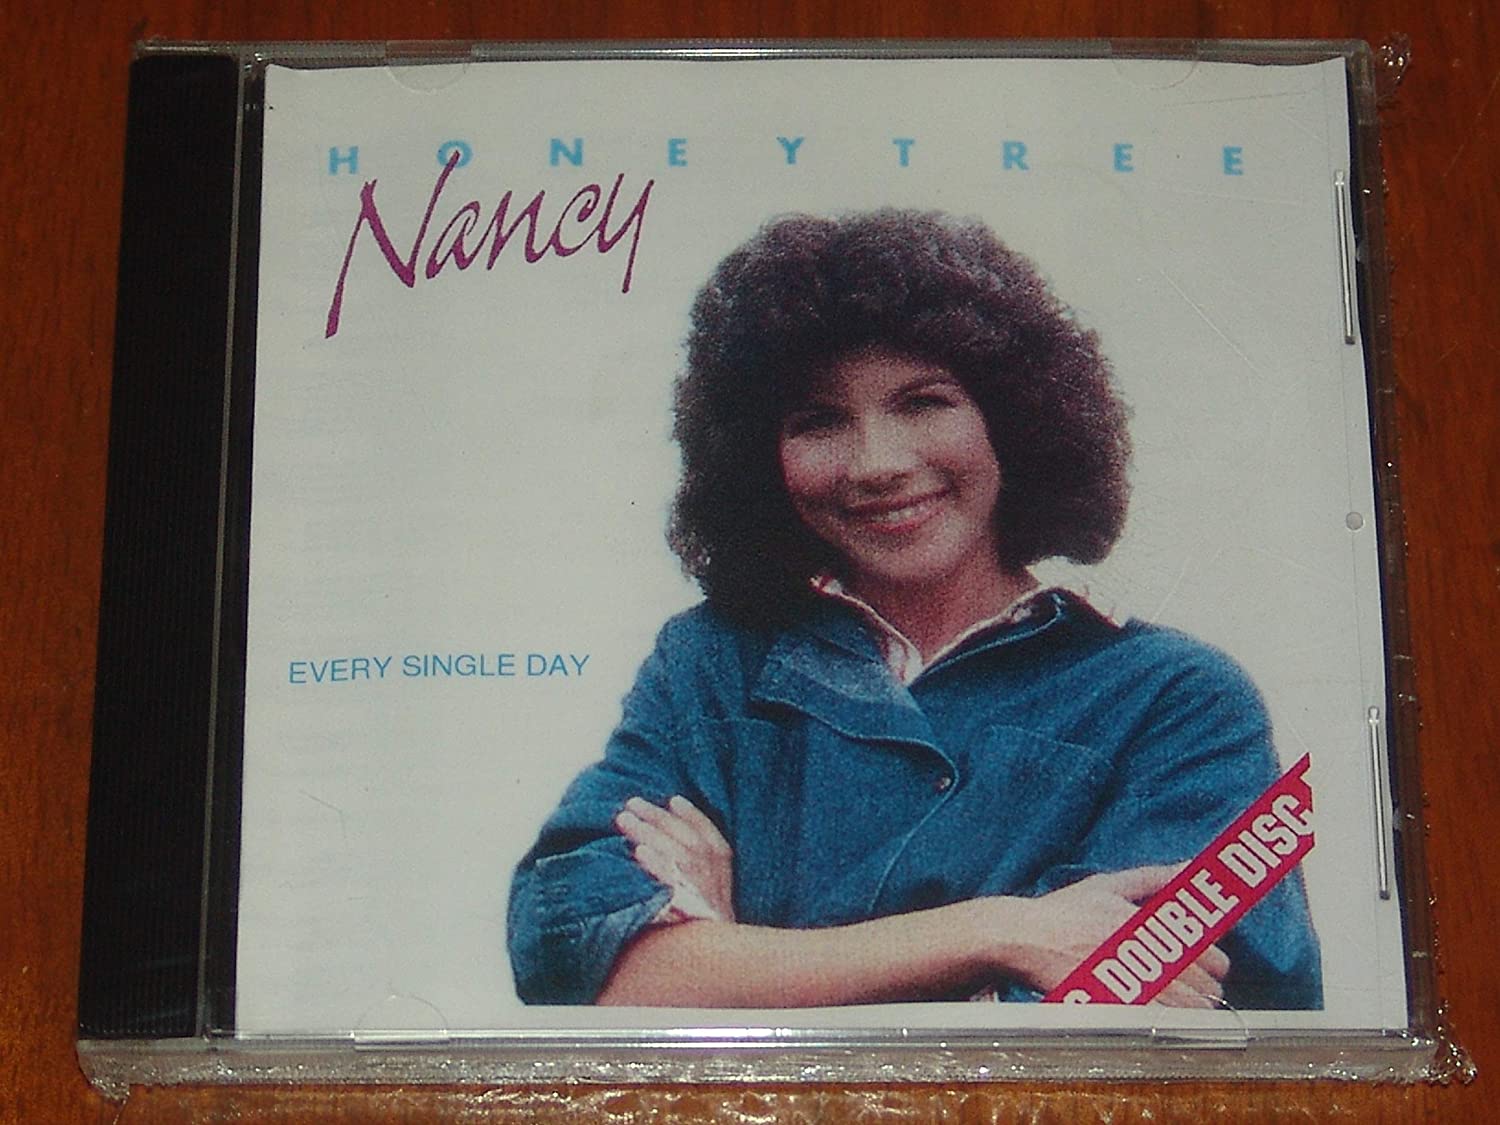 HONEYTREE
Nancy
EVERY SINGLE DAY
DOUBLE DISC